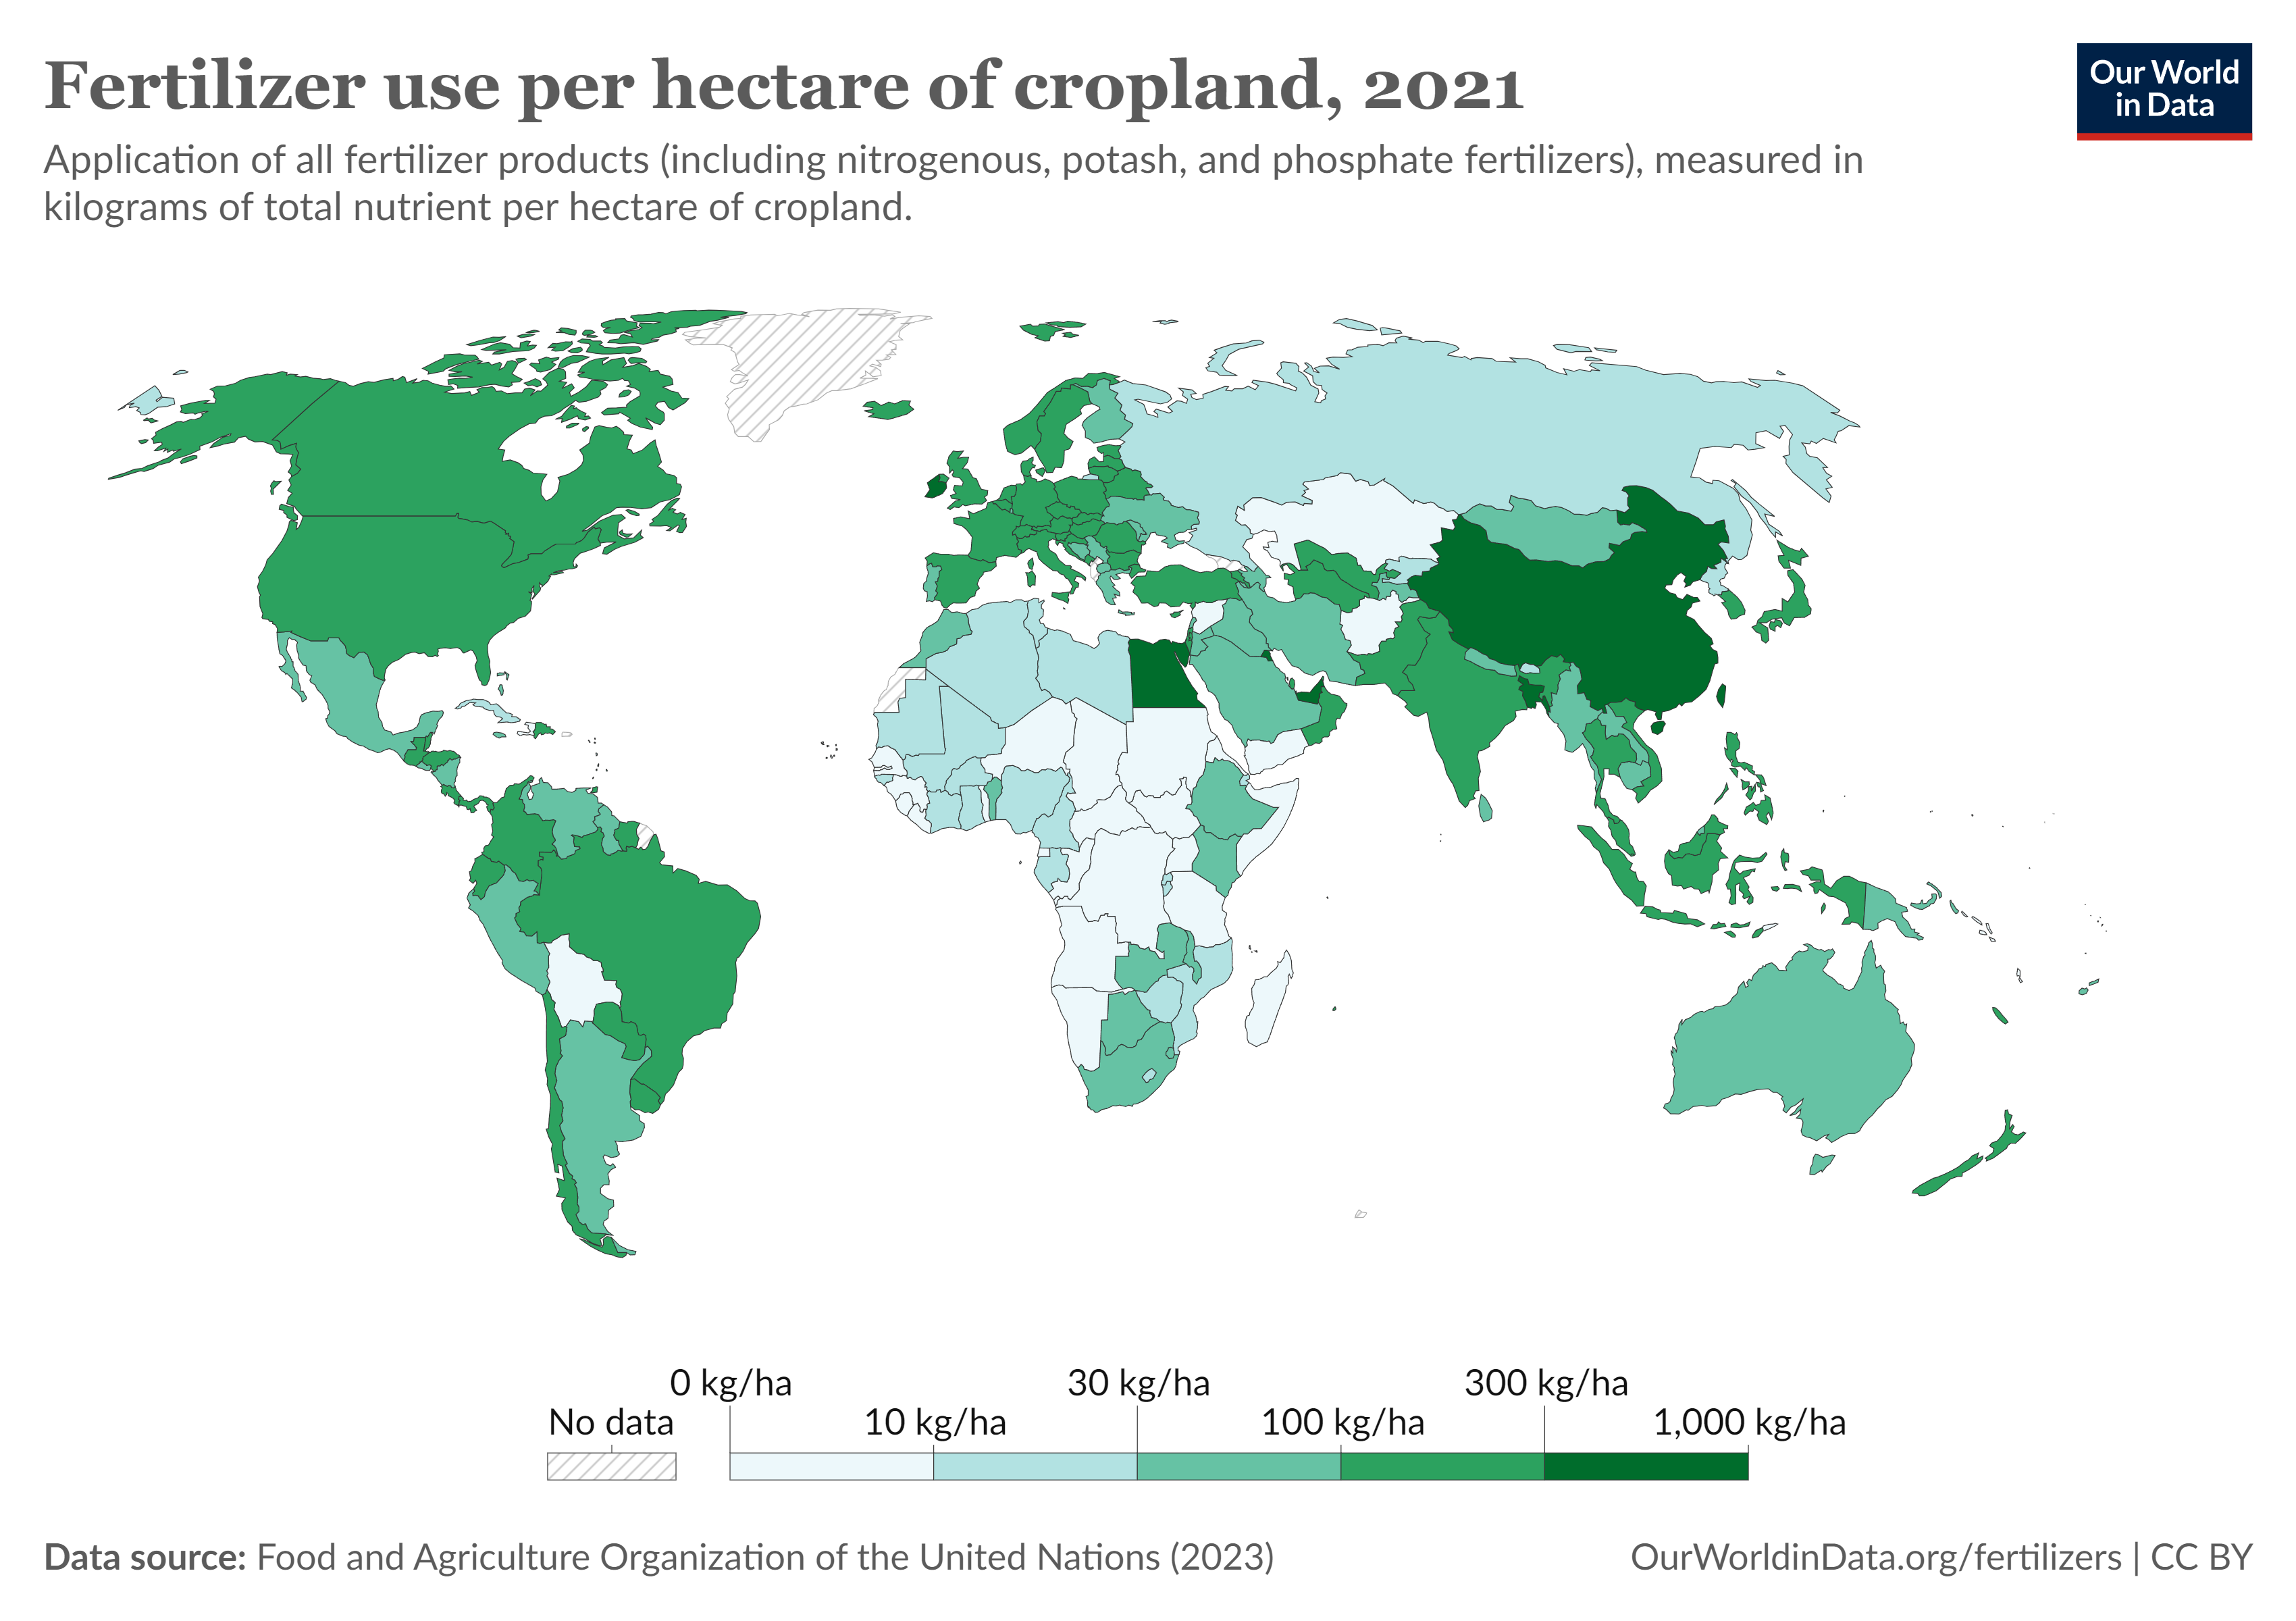 Fertilizer use per hectare of cropland, 2021
Our World
in Data
Application of all fertilizer products (including nitrogenous, potash, and phosphate fertilizers), measured in
kilograms of total nutrient per hectare of cropland.
0 kg/ha
30 kg/ha
300 kg/ha
No data
10 kg/ha
100 kg/ha
1,000 kg/ha
Data source: Food and Agriculture Organization of the United Nations (2023)
OurWorldinData.org/fertilizers | CC BY